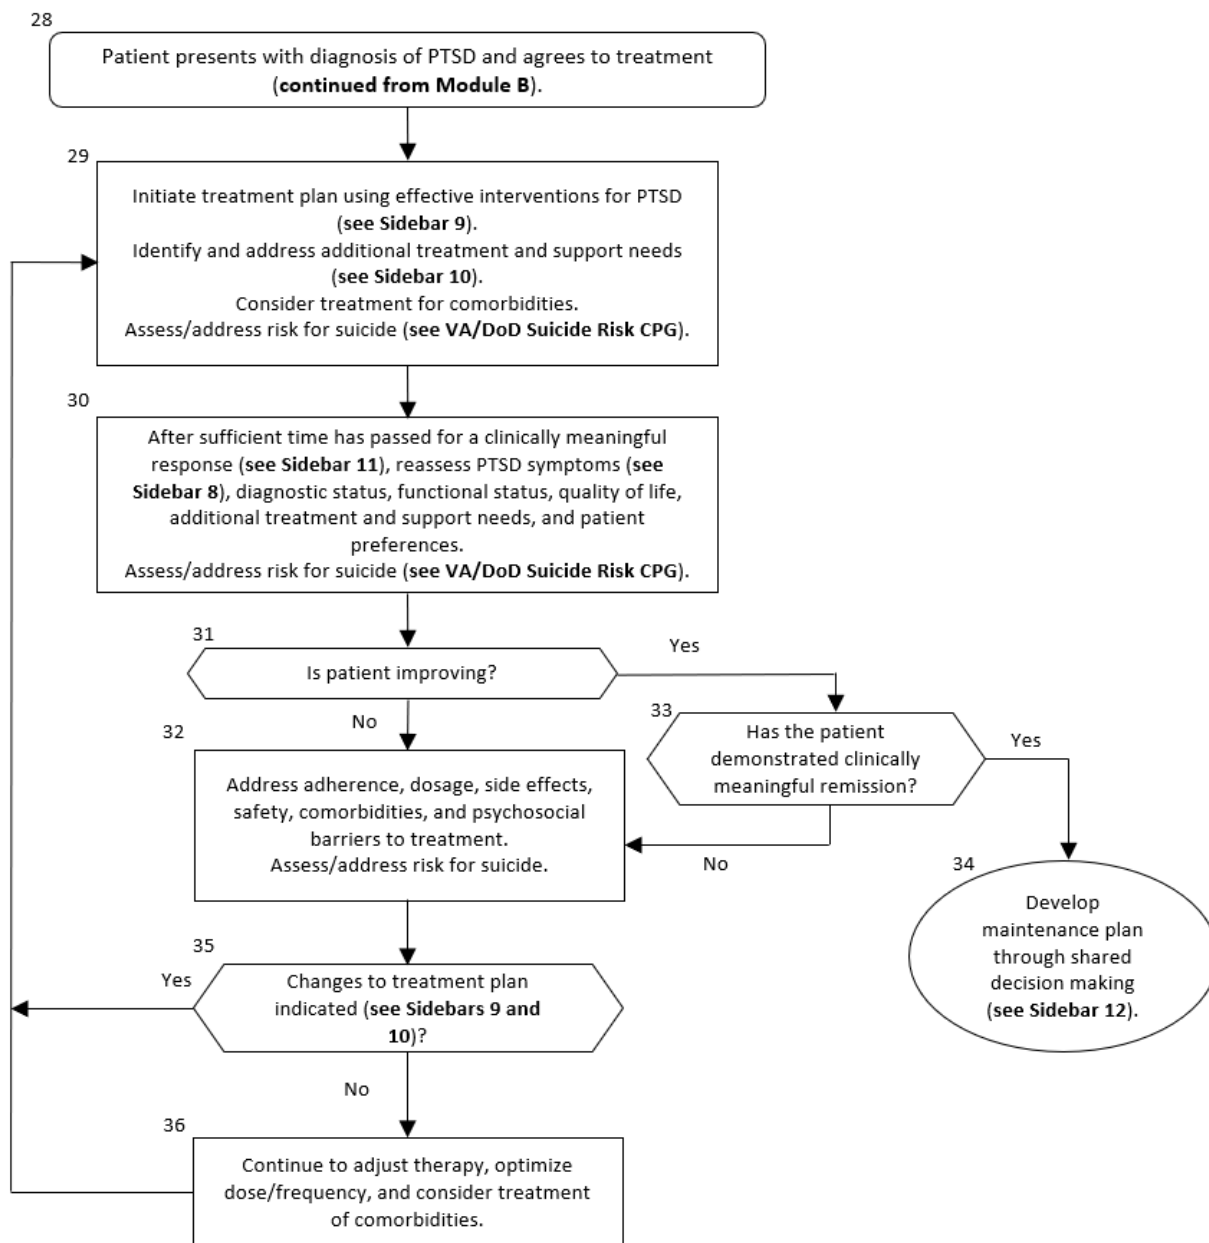 28
Patient presents with diagnosis of PTSD and agrees to treatment
(continued from Module B).
29
Initiate treatment plan using effective interventions for PTSD
(see Sidebar 9).
Identify and address additional treatment and support needs
(see Sidebar 10).
Consider treatment for comorbidities.
Assess/address risk for suicide (see VA/DoD Suicide Risk CPG).
30
After sufficient time has passed for a clinically meaningful
response (see Sidebar 11), reassess PTSD symptoms (see
Sidebar 8), diagnostic status, functional status, quality of life,
additional treatment and support needs, and patient
preferences.
Assess/address risk for suicide (see VA/DoD Suicide Risk CPG).
31
Is patient improving?
Yes
No
33
Has the patient
demonstrated clinically
meaningful remission?
Yes
No
32
Address adherence, dosage, side effects,
safety, comorbidities, and psychosocial
barriers to treatment.
Assess/address risk for suicide.
34
Develop
maintenance plan
through shared
decision making
(see Sidebar 12).
35
Changes to treatment plan
indicated (see Sidebars 9 and
10)?
Yes
No
36
Continue to adjust therapy, optimize
dose/frequency, and consider treatment
of comorbidities.